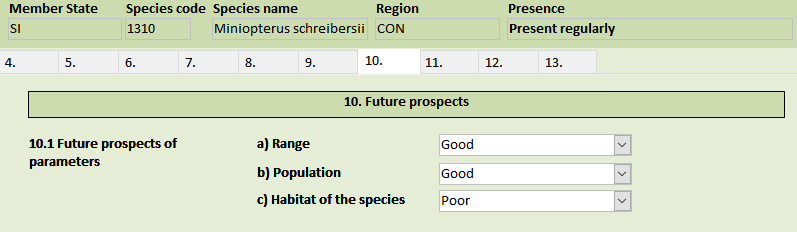 Member State Species code Species name Region Presence
SI 1310 Miniopterus schreibersii CON Present regularly
4. 5. 6. 7. 8. 9. 10. 11. 12. 13.
10. Future prospects
10.1 Future prospects of a) Range Good
parameters
b) Population Good
c) Habitat of the species Poor